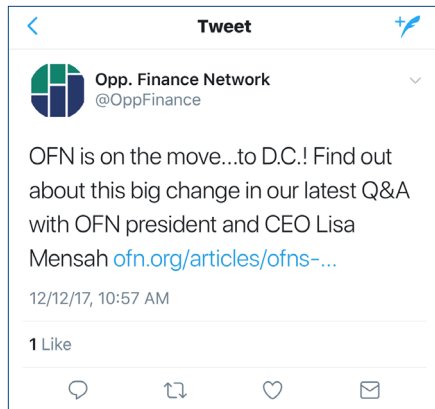 Tweet
Opp. Finance Network
@OppFinance
OFN is on the move...to D.C.! Find out
about this big change in our latest Q&A
with OFN president and CEO Lisa
Mensah ofn.org/articles/ofns-...
12/12/17, 10:57 AM
1 Like